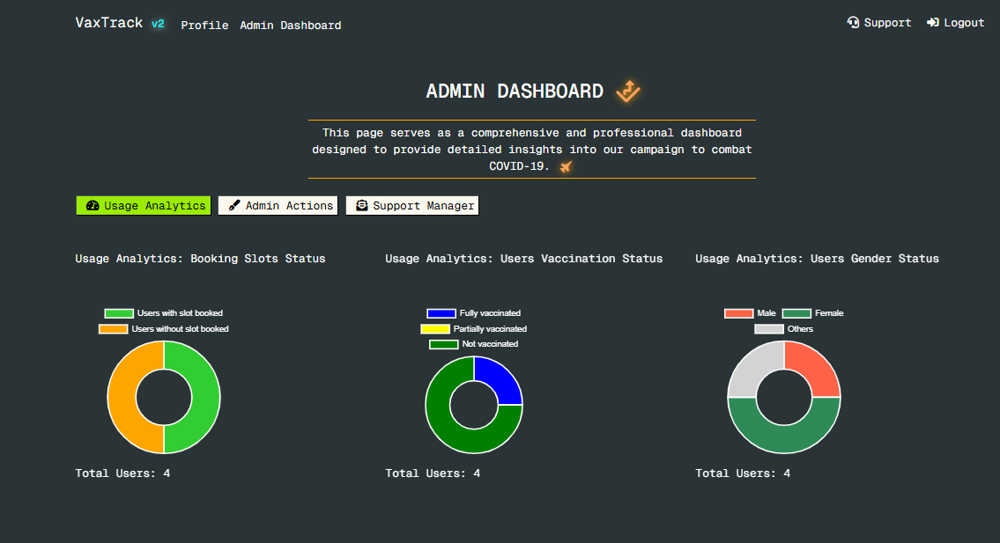 VaxTrack v2 Profile Admin Dashboard Support Logout
ADMIN DASHBOARD
This page serves as a comprehensive and professional dashboard
designed to provide detailed insights into our campaign to combat
COVID-19.
Usage Analytics Admin Actions Support Manager
Usage Analytics: Booking Slots Status
Users with slot booked
Users without slot booked
Total Users: 4
Usage Analytics: Users Vaccination Status
Fully vaccinated
Partially vaccinated
Not vaccinated
Total Users: 4
Usage Analytics: Users Gender Status
Male Female
Others
Total Users: 4